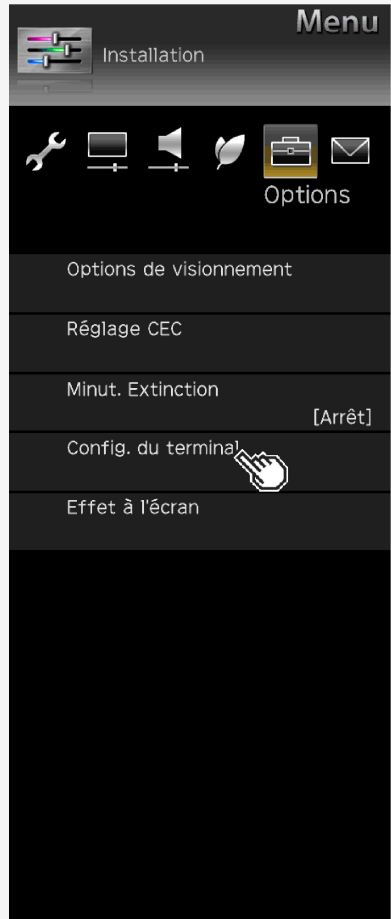 Menu
Installation
Options
Options de visionnement
Réglage CEC
Minut. Extinction
[Arrêt]
Config. du terminal
Effet à l'écran